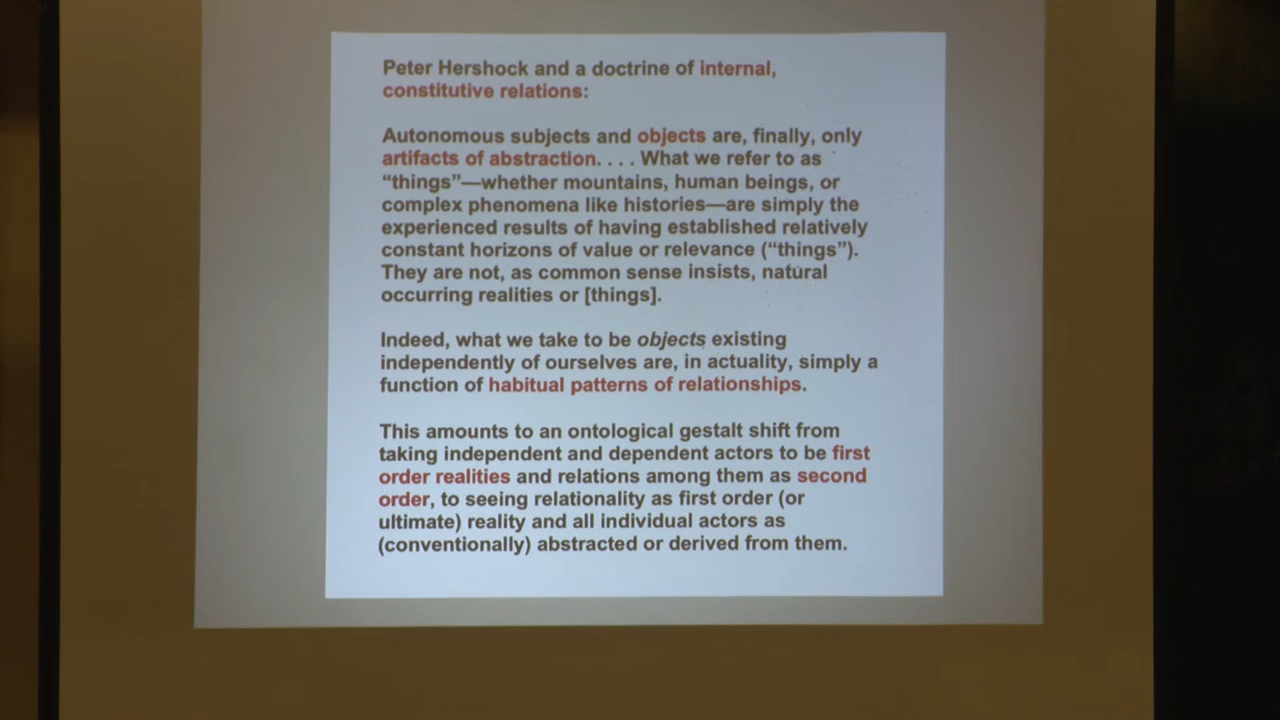 Peter Hershock and a doctrine of internal,
constitutive relations:
Autonomous subjects and objects are, finally, only
artifacts of abstraction. . . . What we refer to as
“things”—whether mountains, human beings, or
complex phenomena like histories—are simply the
experienced results of having established relatively
constant horizons of value or relevance (“things”).
They are not, as common sense insists, natural
occurring realities or [things].
Indeed, what we take to be objects existing
independently of ourselves are, in actuality, simply a
function of habitual patterns of relationships.
This amounts to an ontological gestalt shift from
taking independent and dependent actors to be first
order realities and relations among them as second
order, to seeing relationality as first order (or
ultimate) reality and all individual actors as
(conventionally) abstracted or derived from them.